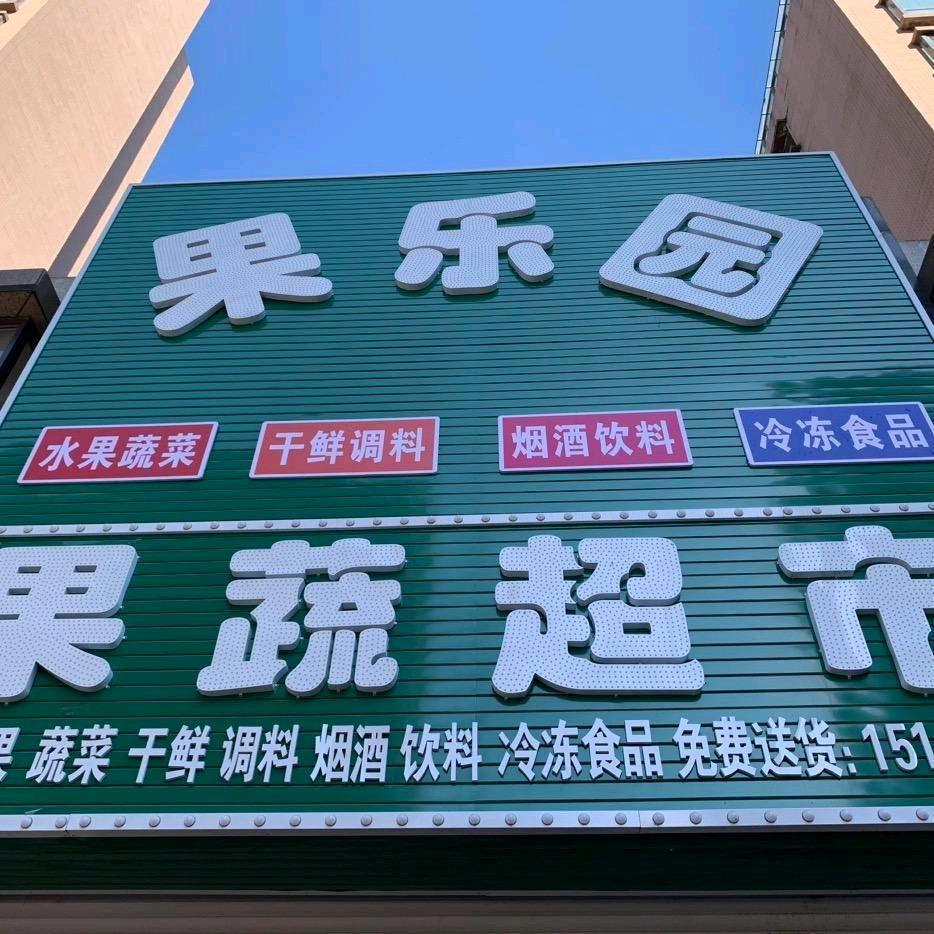 果乐园
水果蔬菜 干鲜调料 烟酒饮料 冷冻食品
果蔬超市
果 蔬菜 干鲜 调料 烟酒 饮料 冷冻食品 免费送货: 151